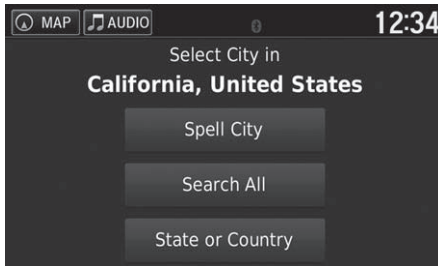 MAP AUDIO 12:34
Select City in
California, United States
Spell City
Search All
State or Country